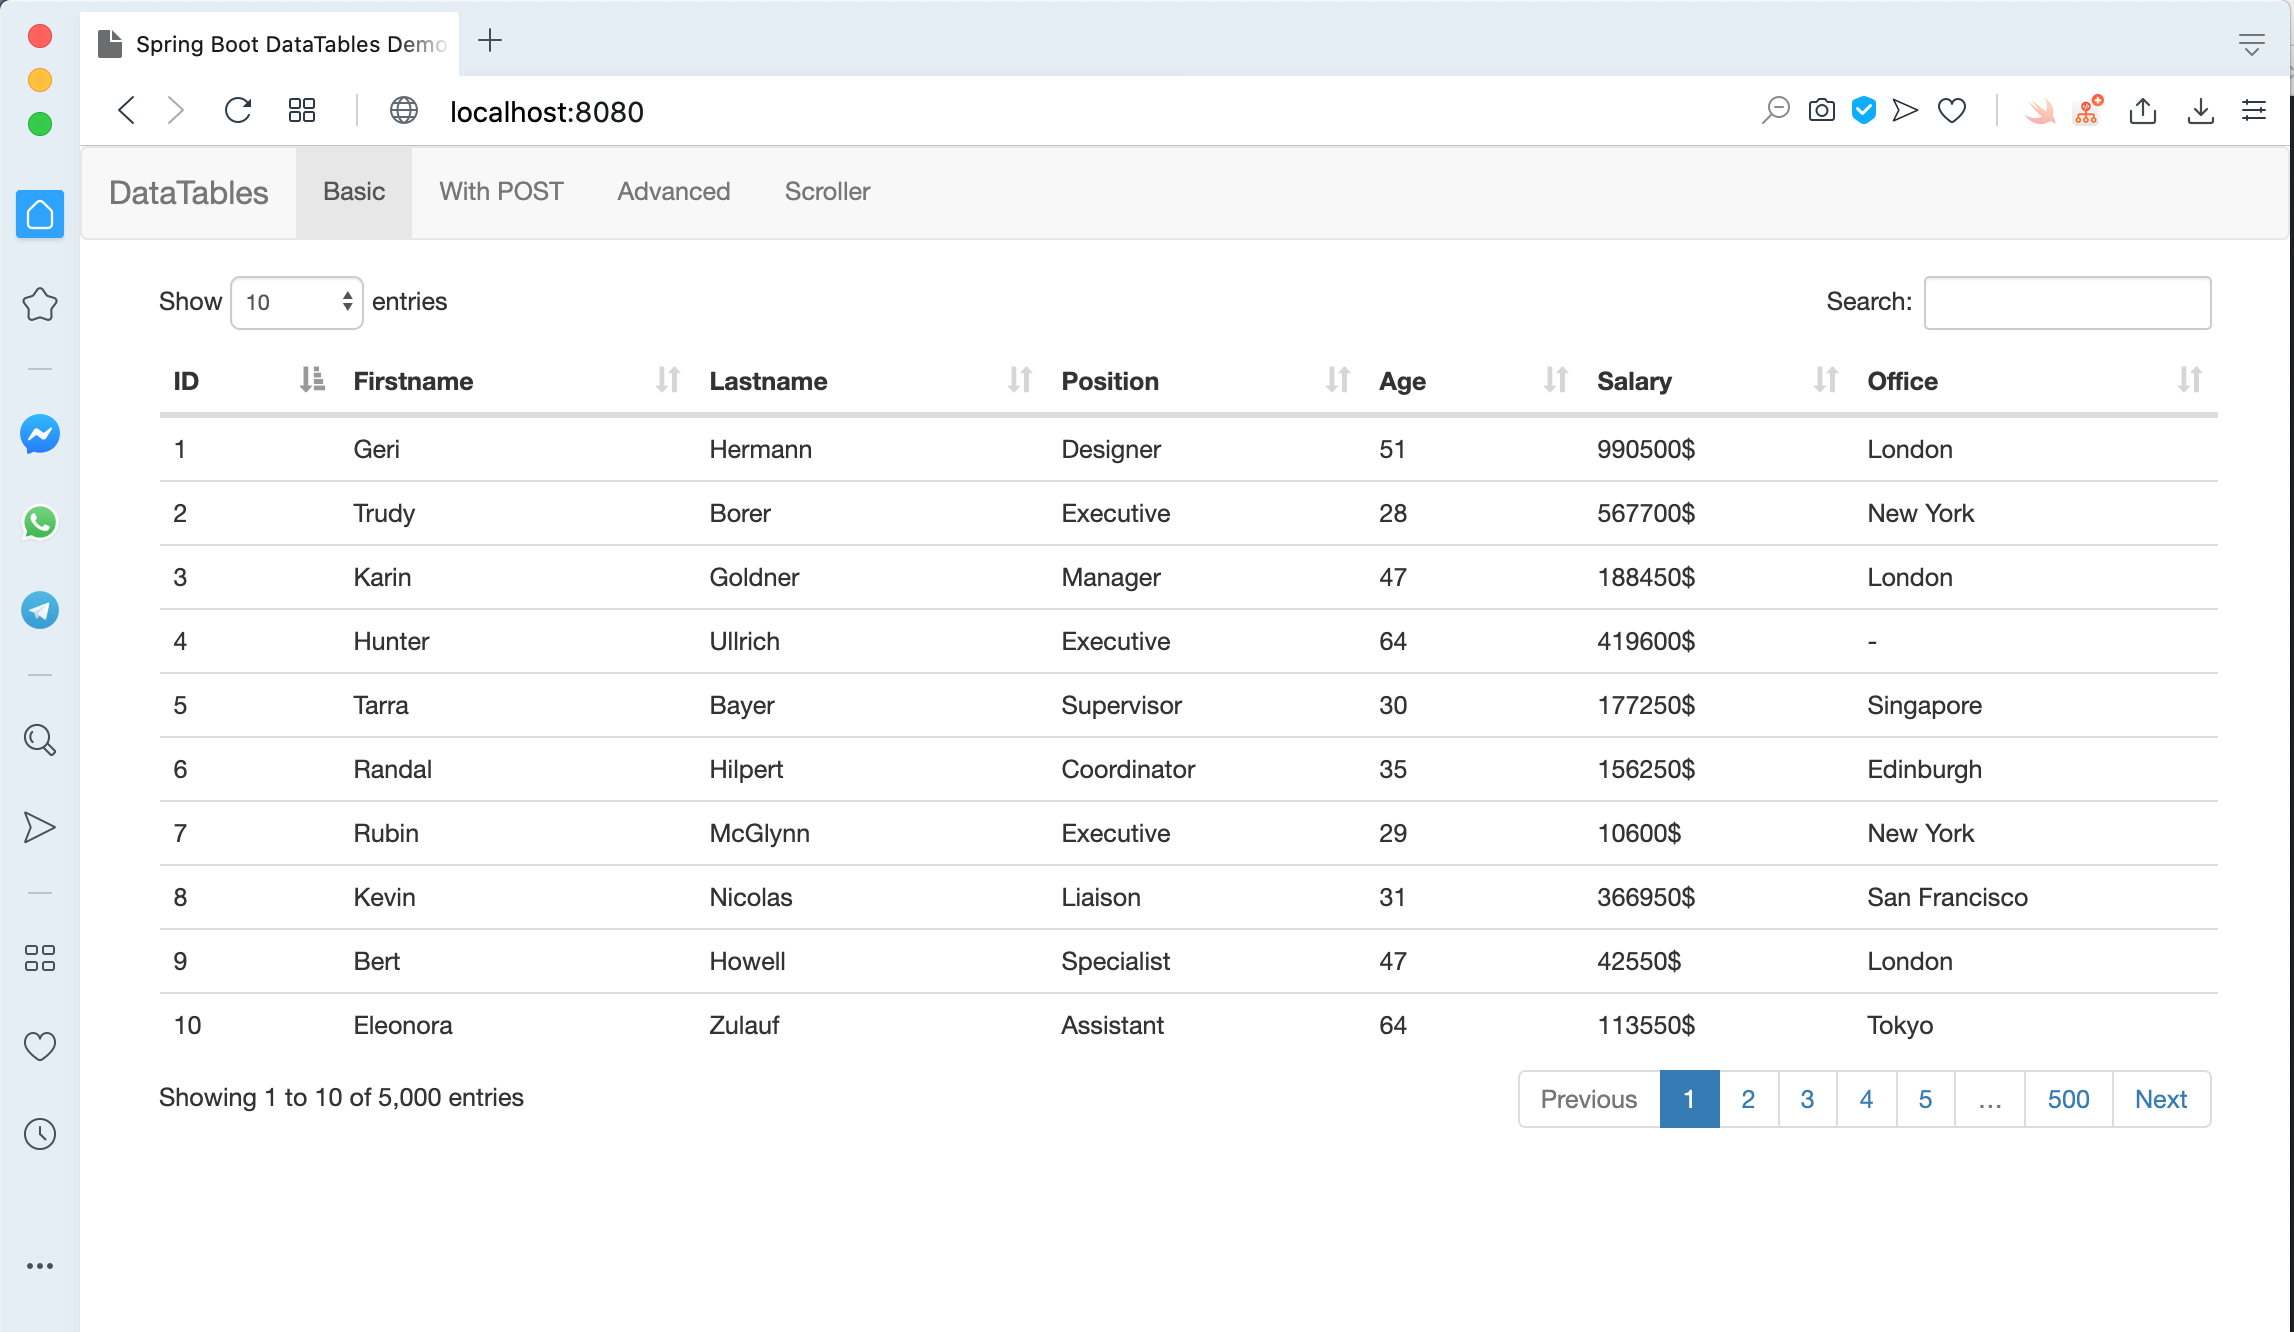 Spring Boot DataTables Demo
localhost:8080
DataTables Basic With POST Advanced Scroller
Show 10 entries Search:
ID Firstname Lastname Position Age Salary Office
1 Geri Hermann Designer 51 990500$ London
2 Trudy Borer Executive 28 567700$ New York
3 Karin Goldner Manager 47 188450$ London
4 Hunter Ullrich Executive 64 419600$ -
5 Tarra Bayer Supervisor 30 177250$ Singapore
6 Randal Hilpert Coordinator 35 156250$ Edinburgh
7 Rubin McGlynn Executive 29 10600$ New York
8 Kevin Nicolas Liaison 31 366950$ San Francisco
9 Bert Howell Specialist 47 42550$ London
10 Eleonora Zulauf Assistant 64 113550$ Tokyo
Showing 1 to 10 of 5,000 entries Previous 1 2 3 4 5 … 500 Next